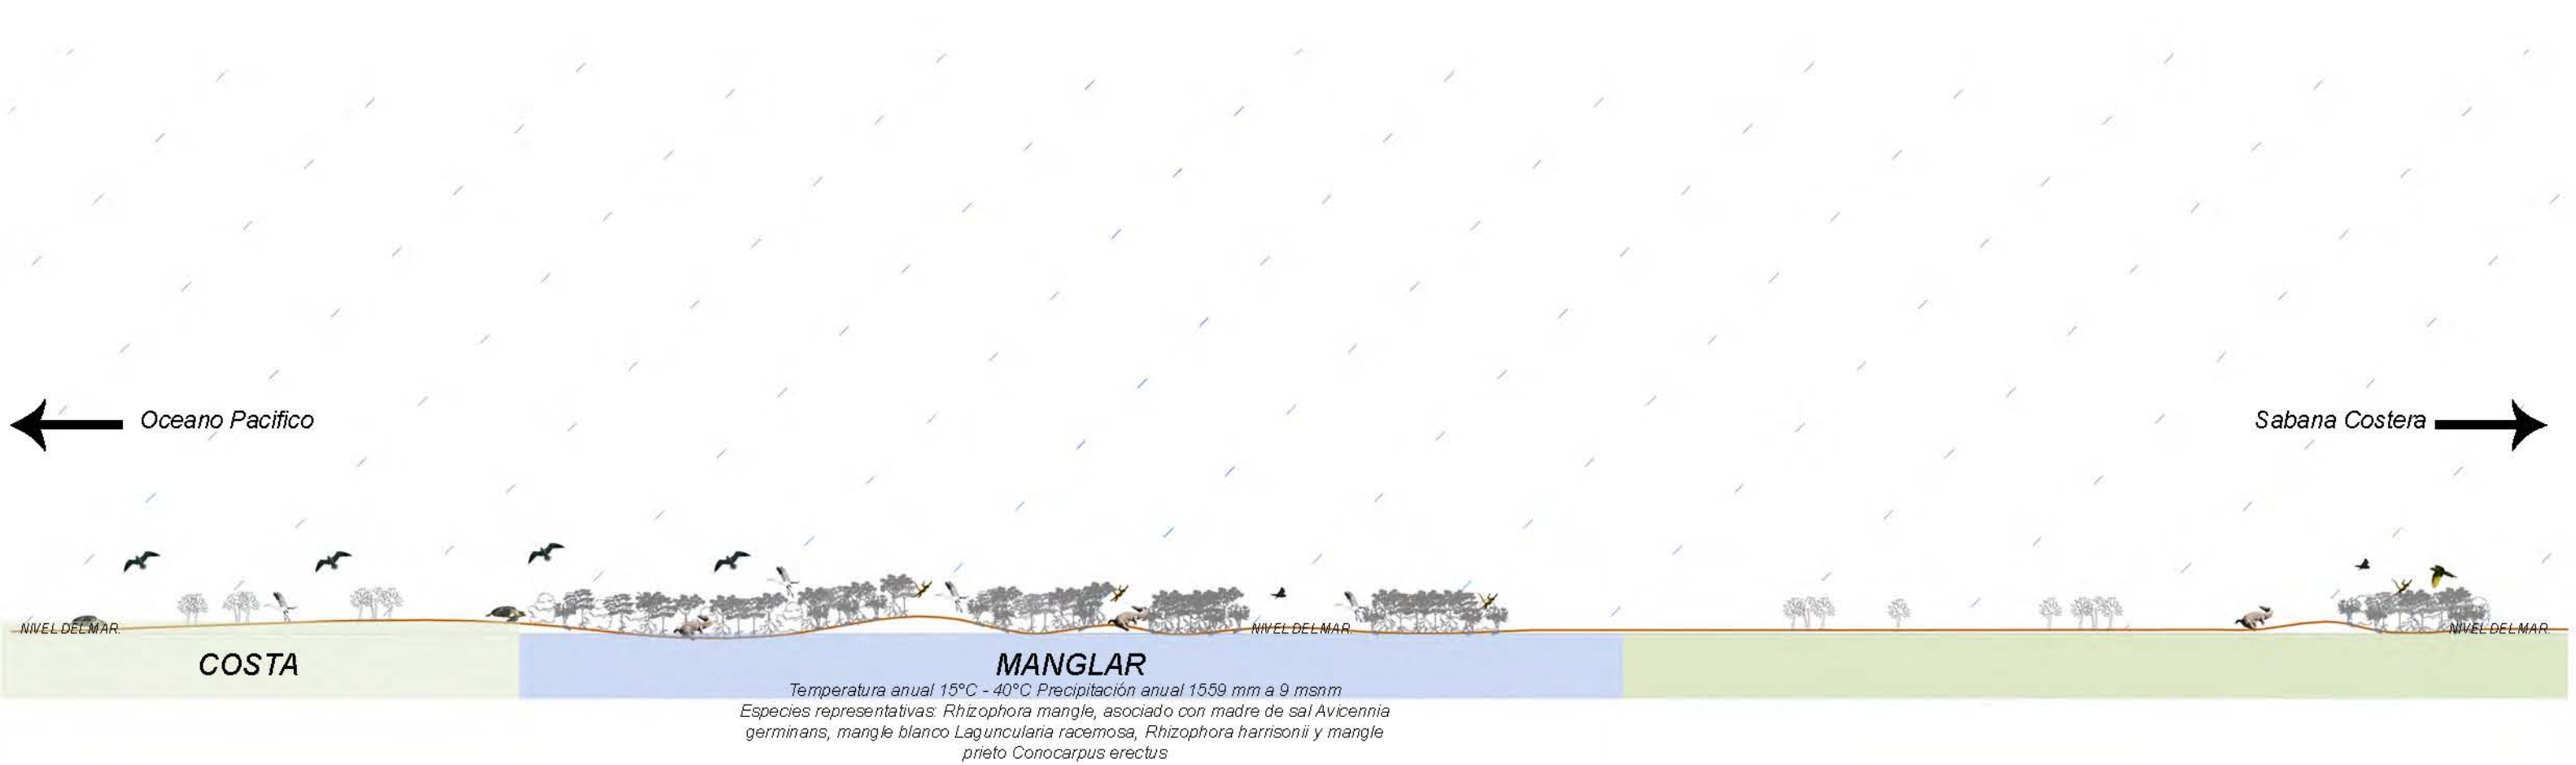 Oceano Pacifico
Sabana Costera
NIVEL DEL MAR.
NIVEL DEL MAR.
NIVEL DEL MAR.
COSTA
MANGLAR
Temperatura anual 15°C - 40°C Precipitación anual 1559 mm a 9 msnm
Especies representativas: Rhizophora mangle, asociado con madre de sal Avicennia
germinans, mangle blanco Laguncularia racemosa, Rhizophora harrisonii y mangle
prieto Conocarpus erectus